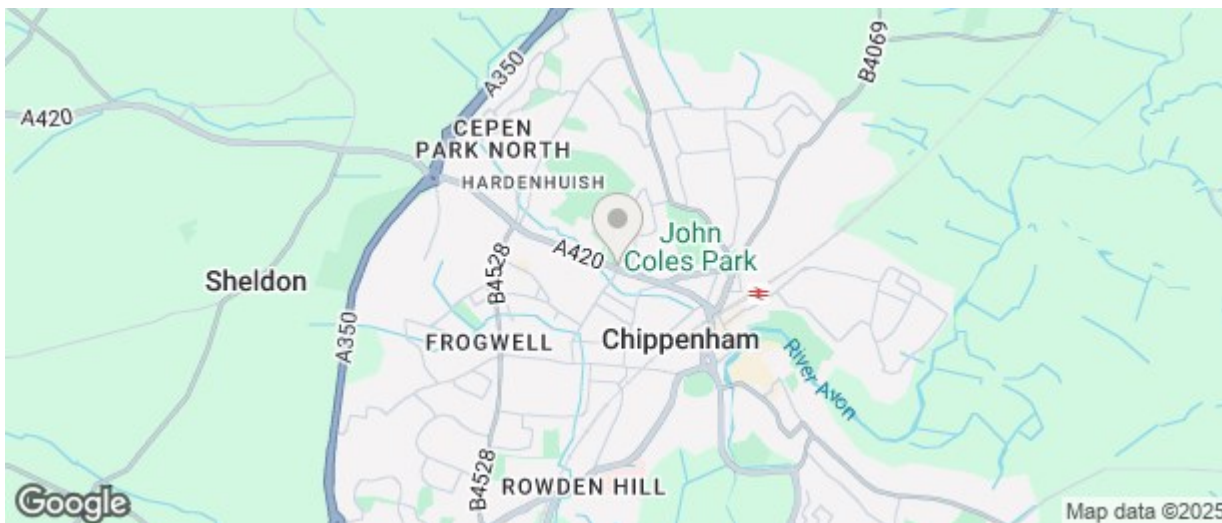 A350
B4069
A420
CEPEN
PARK NORTH
HARDENHUISH
John
Coles Park
A420
B4528
Sheldon
A350
FROGWELL
Chippenham
River Avon
B4528
ROWDEN HILL
Google
Map data ©2025